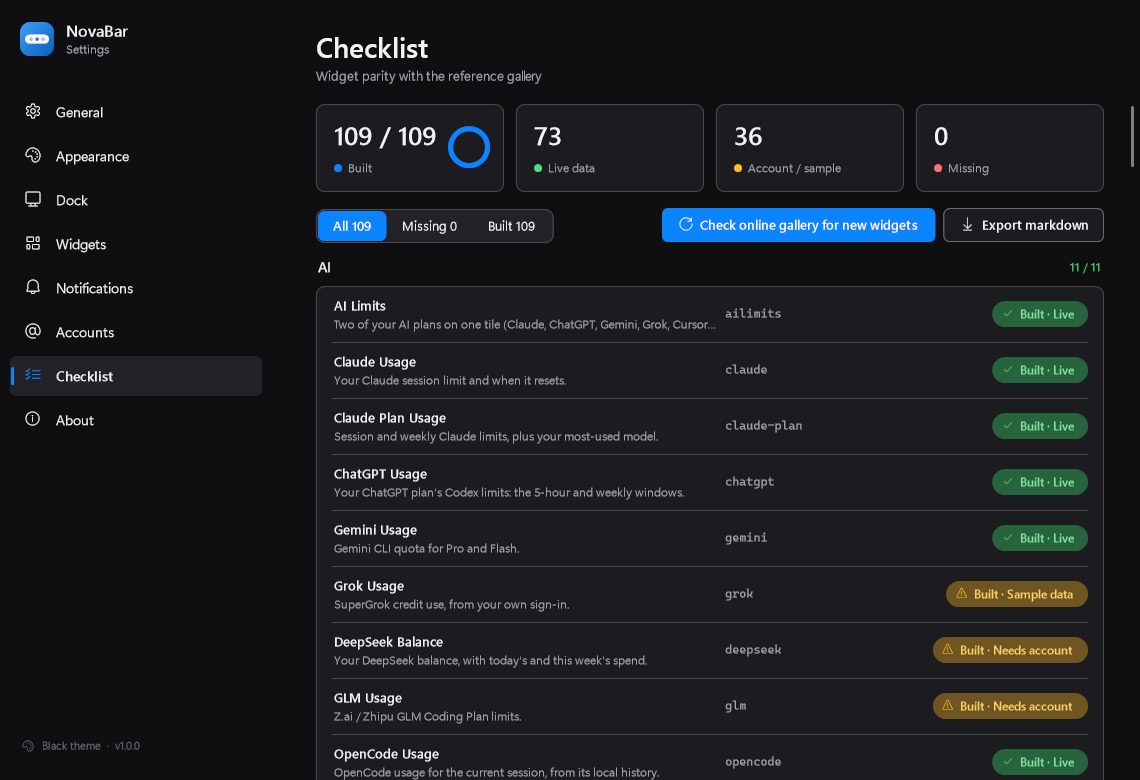 NovaBar
Settings
General
Appearance
Dock
Widgets
Notifications
Accounts
Checklist
About
Black theme · v1.0.0
Checklist
Widget parity with the reference gallery
109 / 109
Built
73
Live data
36
Account / sample
0
Missing
All 109 Missing 0 Built 109
Check online gallery for new widgets
Export markdown
AI 11 / 11
AI Limits
Two of your AI plans on one tile (Claude, ChatGPT, Gemini, Grok, Cursor...
ailimits
Built · Live
Claude Usage
Your Claude session limit and when it resets.
claude
Built · Live
Claude Plan Usage
Session and weekly Claude limits, plus your most-used model.
claude-plan
Built · Live
ChatGPT Usage
Your ChatGPT plan's Codex limits: the 5-hour and weekly windows.
chatgpt
Built · Live
Gemini Usage
Gemini CLI quota for Pro and Flash.
gemini
Built · Live
Grok Usage
SuperGrok credit use, from your own sign-in.
grok
Built · Sample data
DeepSeek Balance
Your DeepSeek balance, with today's and this week's spend.
deepseek
Built · Needs account
GLM Usage
Z.ai / Zhipu GLM Coding Plan limits.
glm
Built · Needs account
OpenCode Usage
OpenCode usage for the current session, from its local history.
opencode
Built · Live